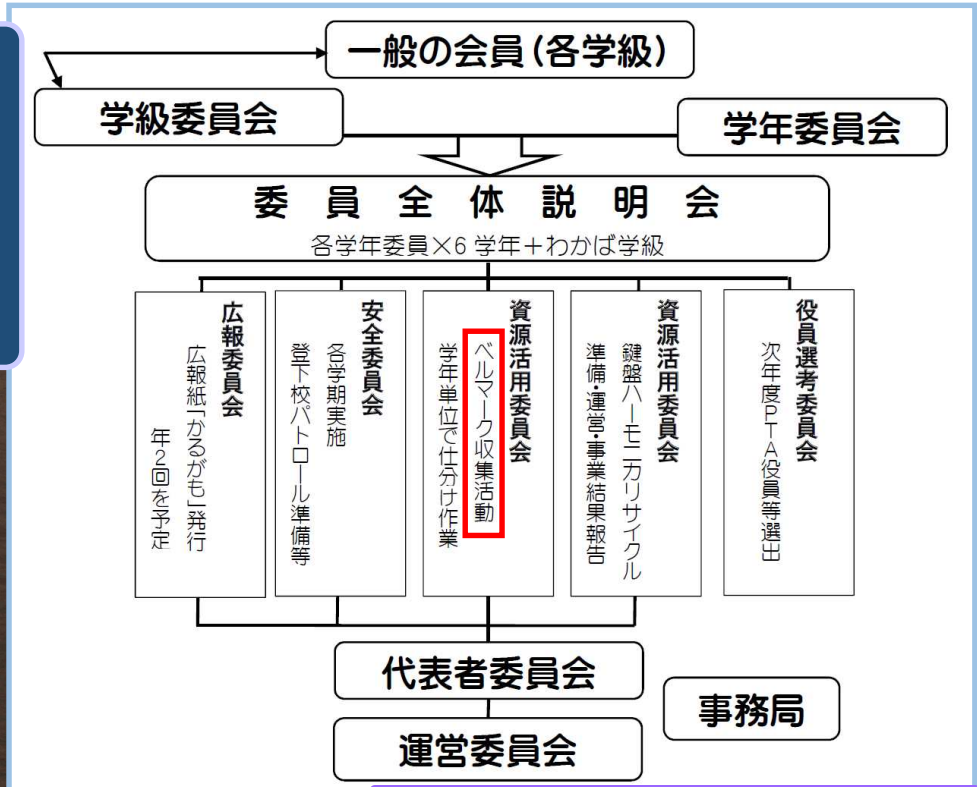 一般の会員(各学級)
学級委員会
学年委員会
委員全体説明会
各学年委員×6学年+わかば学級
役員選考委員会
次年度PTA役員等選出
資源活用委員会
鍵盤ハーモニカリサイクル
準備・運営・事業結果報告
資源活用委員会
ベルマーク収集活動
学年単位で仕分け作業
安全委員会
各学期実施
登下校パトロール準備等
広報委員会
広報紙「かるがも」発行
年2回を予定
代表者委員会
事務局
運営委員会